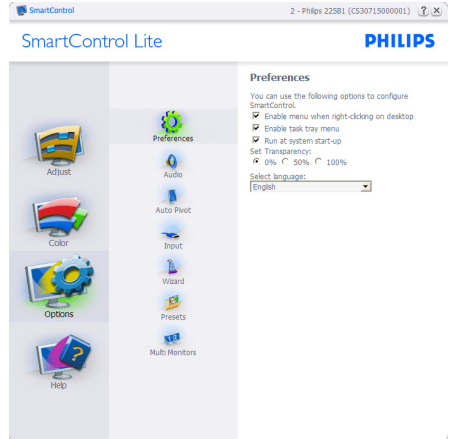 SmartControl
2 - Philips 225B1 (CS30715000001)
SmartControl Lite
PHILIPS
Adjust
Color
Options
Help
Preferences
Audio
Auto Pivot
Input
Wizard
Presets
Multi Monitors
Preferences
You can use the following options to configure
SmartControl.
Enable menu when right-clicking on desktop
Enable task tray menu
Run at system start-up
Set Transparency:
0% 50% 100%
Select language:
English